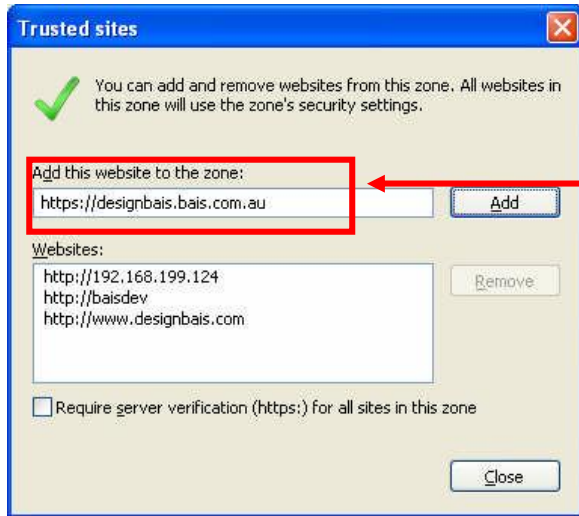 Trusted sites
You can add and remove websites from this zone. All websites in
this zone will use the zone's security settings.
Add this website to the zone:
https://designbais.bais.com.au
Add
Websites:
http://192.168.199.124
http://baisdev
http://www.designbais.com
Remove
Require server verification (https:) for all sites in this zone
Close